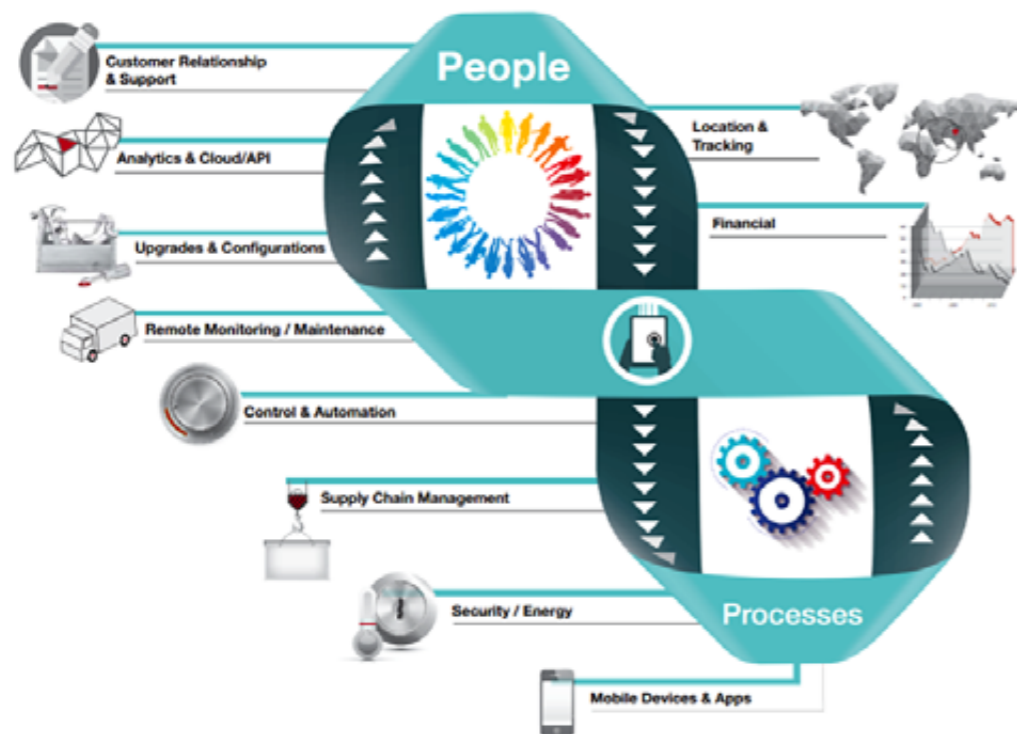 People
Customer Relationship
& Support
Location &
Tracking
Analytics & Cloud/API
Financial
Upgrades & Configurations
Remote Monitoring / Maintenance
Control & Automation
Supply Chain Management
Security / Energy
Processes
Mobile Devices & Apps